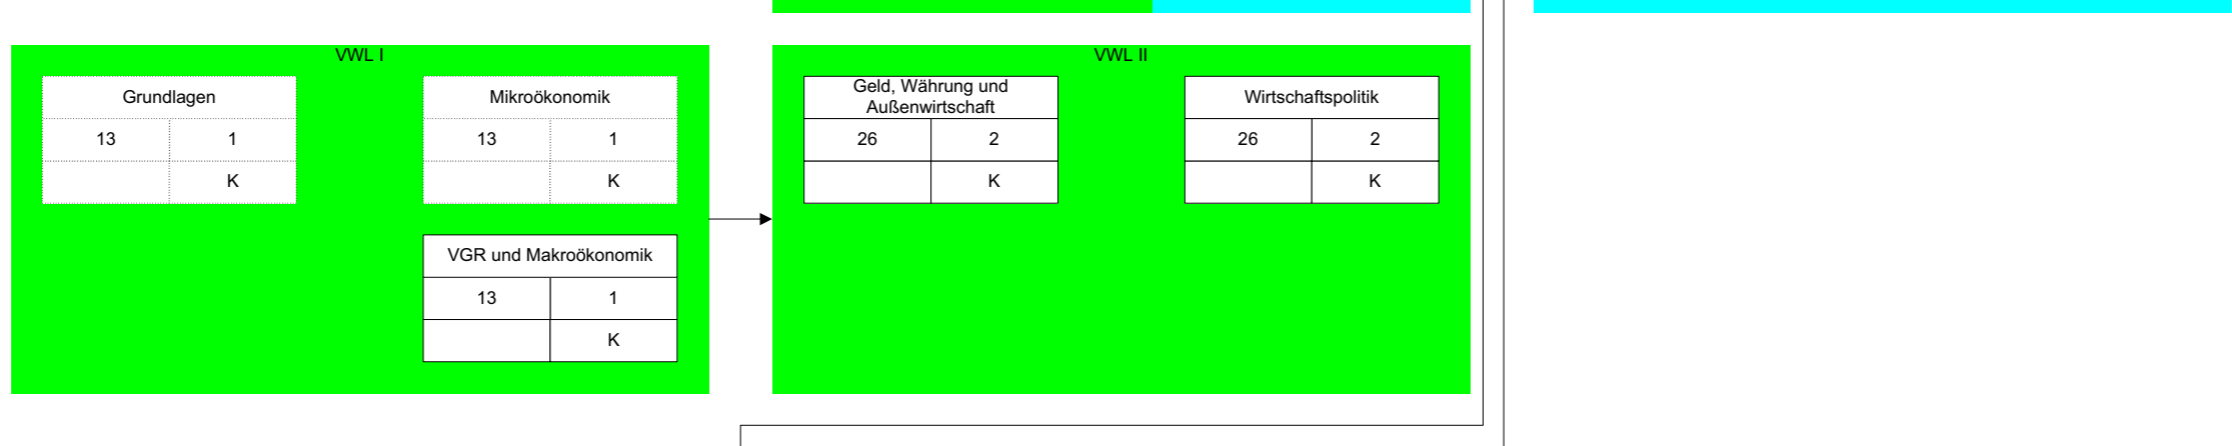 VWL I
Grundlagen
13 1
K
Mikroökonomik
13 1
K
VGR und Makroökonomik
13 1
K
VWL II
Geld, Währung und
Außenwirtschaft
26 2
K
Wirtschaftspolitik
26 2
K